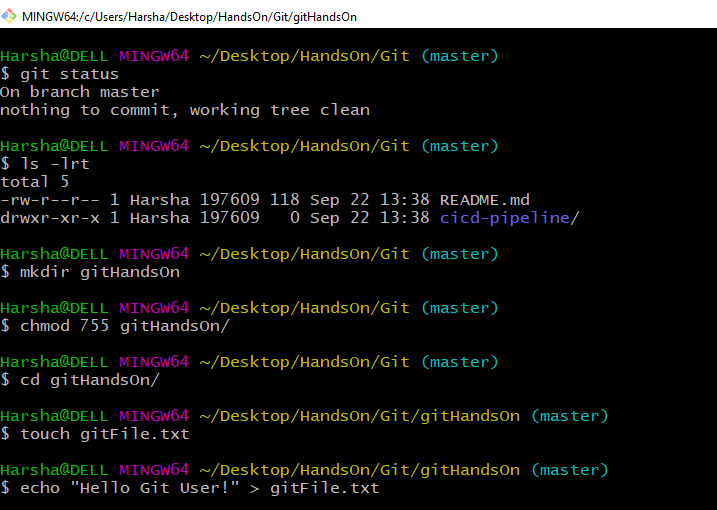 MINGW64:/c/Users/Harsha/Desktop/HandsOn/Git/gitHandsOn
Harsha@DELL MINGW64 ~/Desktop/HandsOn/Git (master)
$ git status
On branch master
nothing to commit, working tree clean
Harsha@DELL MINGW64 ~/Desktop/HandsOn/Git (master)
$ ls -lrt
total 5
-rw-r--r-- 1 Harsha 197609 118 Sep 22 13:38 README.md
drwxr-xr-x 1 Harsha 197609   0 Sep 22 13:38 cicd-pipeline/
Harsha@DELL MINGW64 ~/Desktop/HandsOn/Git (master)
$ mkdir gitHandsOn
Harsha@DELL MINGW64 ~/Desktop/HandsOn/Git (master)
$ chmod 755 gitHandsOn/
Harsha@DELL MINGW64 ~/Desktop/HandsOn/Git (master)
$ cd gitHandsOn/
Harsha@DELL MINGW64 ~/Desktop/HandsOn/Git/gitHandsOn (master)
$ touch gitFile.txt
Harsha@DELL MINGW64 ~/Desktop/HandsOn/Git/gitHandsOn (master)
$ echo "Hello Git User!" > gitFile.txt